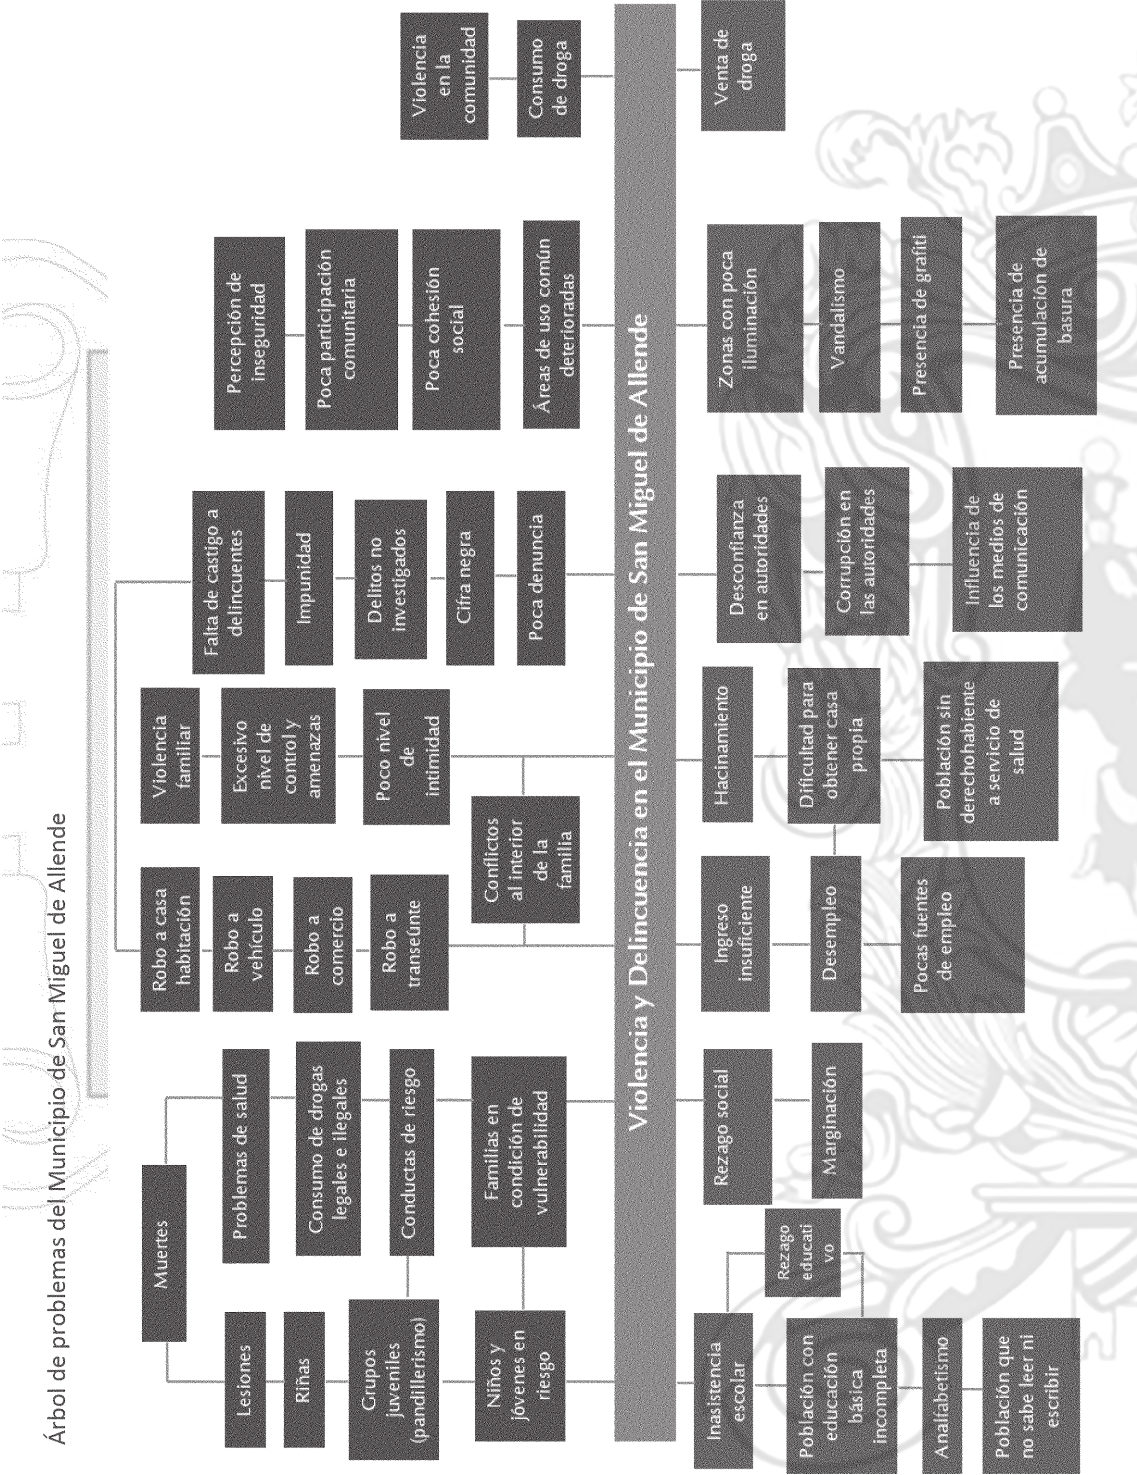 Árbol de problemas del Municipio de San Miguel de Allende
Muertes
Lesiones
Riñas
Grupos
juveniles
(pandillerismo)
Niños y
jóvenes en
riesgo
Problemas de salud
Consumo de drogas
legales e ilegales
Conductas de riesgo
Familias en
condición de
vulnerabilidad
Robo a casa
habitación
Robo a
vehículo
Robo a
comercio
Robo a
transeúnte
Conflictos
al interior
de la
familia
Violencia
familiar
Excesivo
nivel de
control y
amenazas
Poco nivel
de
intimidad
Falta de castigo a
delincuentes
Impunidad
Delitos no
investigados
Cifra negra
Poca denuncia
Percepción de
inseguridad
Poca participación
comunitaria
Poca cohesión
social
Áreas de uso común
deterioradas
Violencia
en la
comunidad
Consumo
de droga
Violencia y Delincuencia en el Municipio de San Miguel de Allende
Inasistencia
escolar
Rezago
educati
vo
Población con
educación
básica
incompleta
Analfabetismo
Población que
no sabe leer ni
escribir
Rezago social
Marginación
Ingreso
insuficiente
Desempleo
Pocas fuentes
de empleo
Hacinamiento
Dificultad para
obtener casa
propia
Población sin
derechohabiente
a servicio de
salud
Desconfianza
en autoridades
Corrupción en
las autoridades
Influencia de
los medios de
comunicación
Zonas con poca
iluminación
Vandalismo
Presencia de grafiti
Presencia de
acumulación de
basura
Venta de
droga